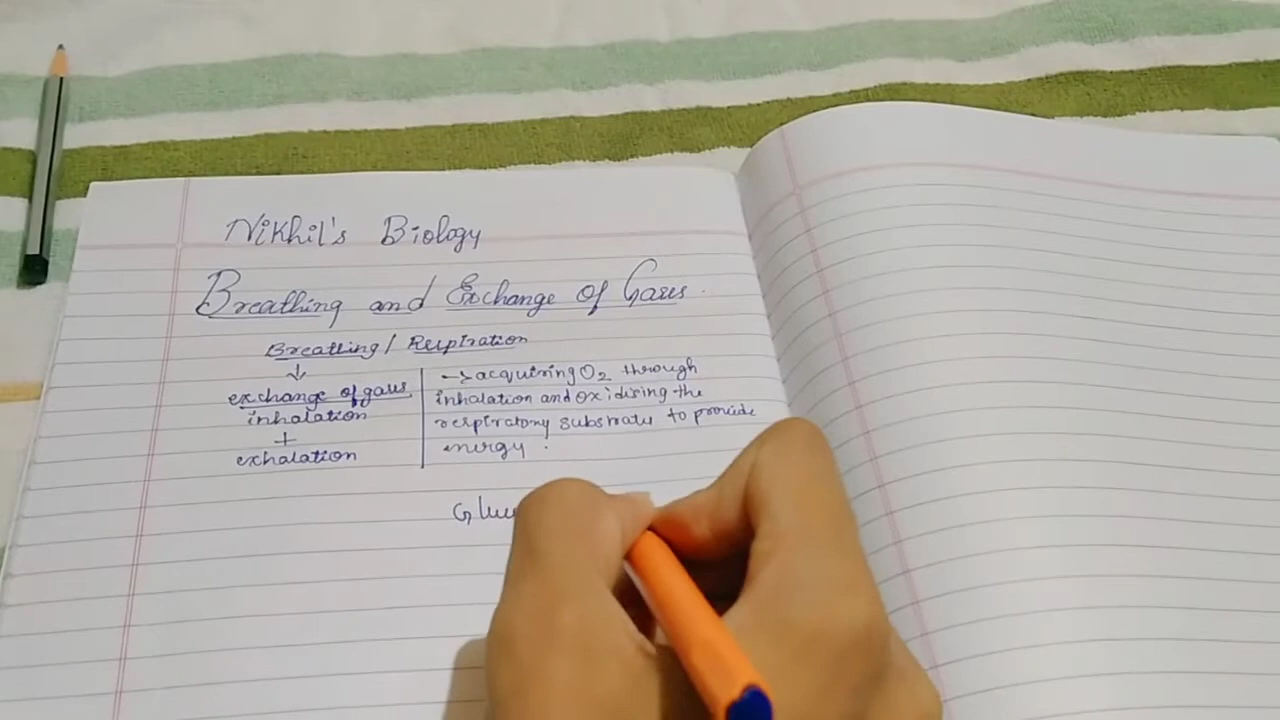 Nikhil's Biology
Breathing and Exchange of Gases.
Breathing / Respiration
↓
exchange of gases
inhalation
+
exhalation
→ acquiring O2 through
inhalation and oxidising the
respiratory substrate to provide
energy.